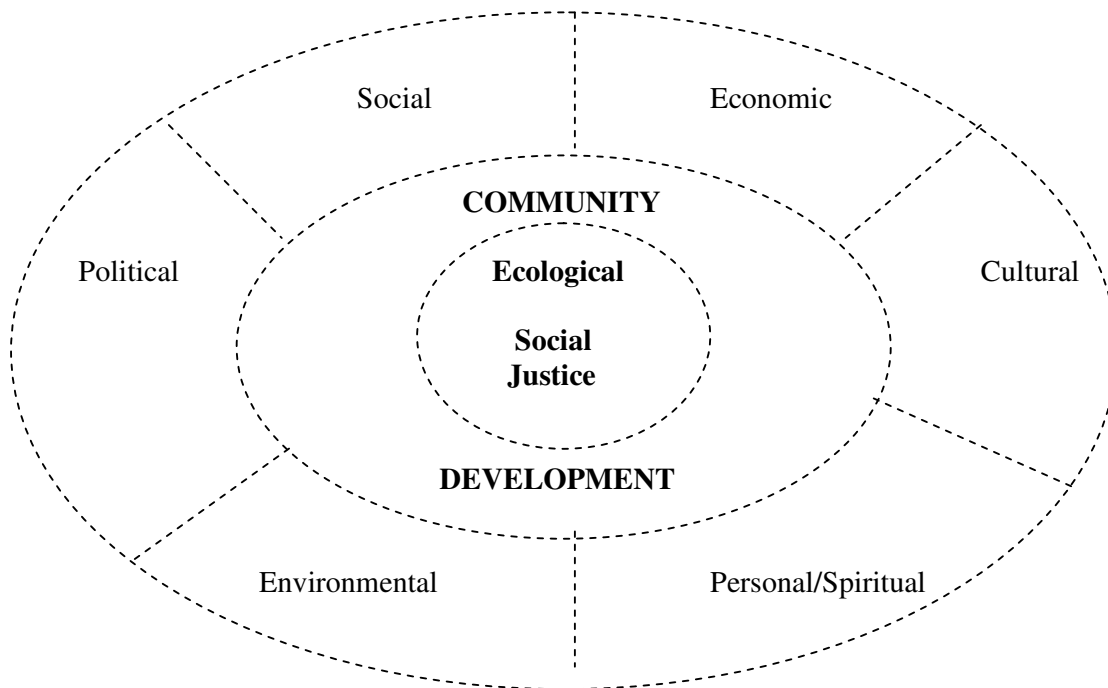 Social
Economic
COMMUNITY
Political
Ecological
Cultural
Social
Justice
DEVELOPMENT
Environmental
Personal/Spiritual